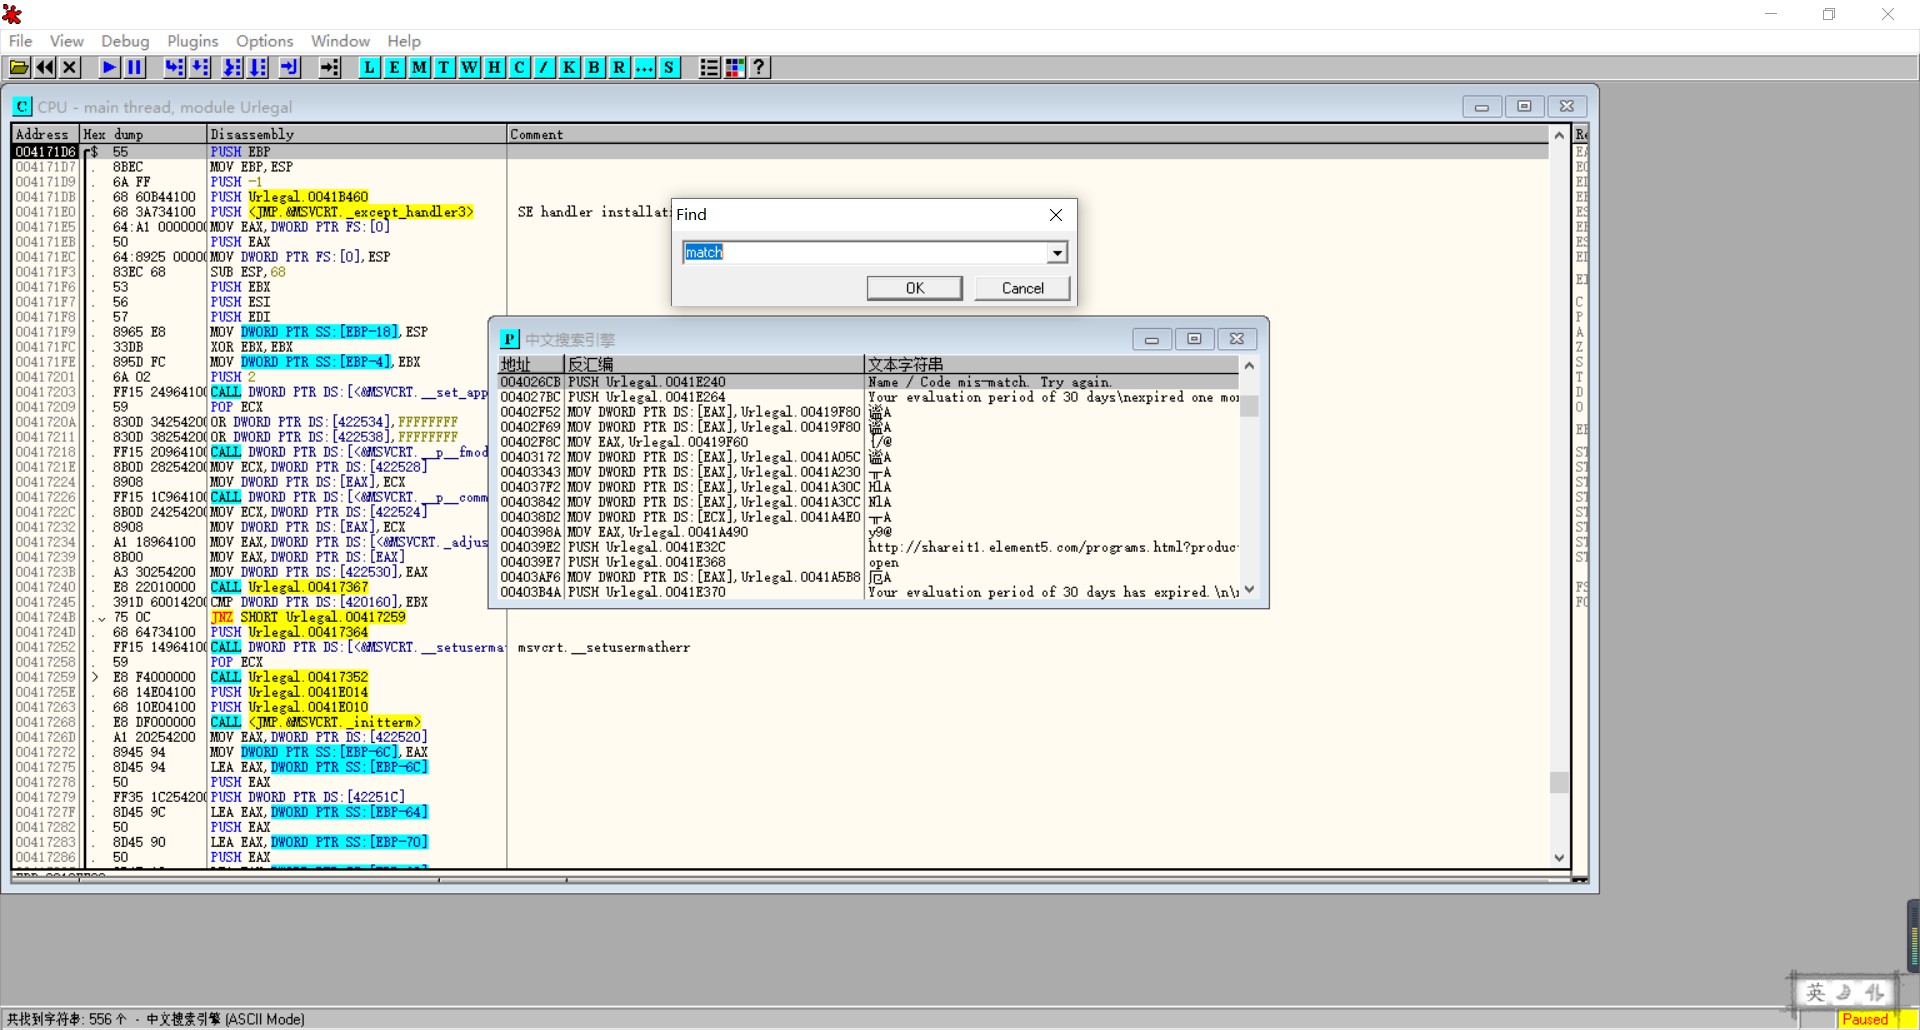 File View Debug Plugins Options Window Help
L E M T W H C / K B R ... S ?
C CPU - main thread, module Urlegal
Address Hex dump Disassembly Comment
004171D6 $ 55 PUSH EBP
004171D7 . 8BEC MOV EBP,ESP
004171D9 . 6A FF PUSH -1
004171DB . 68 60B44100 PUSH Urlegal.0041B460
004171E0 . 68 3A734100 PUSH <JMP.&MSVCRT._except_handler3> SE handler installati
004171E5 . 64:A1 0000000 MOV EAX,DWORD PTR FS:[0]
004171EB . 50 PUSH EAX
004171EC . 64:8925 00000 MOV DWORD PTR FS:[0],ESP
004171F3 . 83EC 68 SUB ESP,68
004171F6 . 53 PUSH EBX
004171F7 . 56 PUSH ESI
004171F8 . 57 PUSH EDI
004171F9 . 8965 E8 MOV DWORD PTR SS:[EBP-18],ESP
004171FC . 33DB XOR EBX,EBX
004171FE . 895D FC MOV DWORD PTR SS:[EBP-4],EBX
00417201 . 6A 02 PUSH 2
00417203 . FF15 24964100 CALL DWORD PTR DS:[<&MSVCRT.__set_app
00417209 . 59 POP ECX
0041720A . 830D 34254200 OR DWORD PTR DS:[422534],FFFFFFFF
00417211 . 830D 38254200 OR DWORD PTR DS:[422538],FFFFFFFF
00417218 . FF15 20964100 CALL DWORD PTR DS:[<&MSVCRT.__p__fmod
0041721E . 8B0D 28254200 MOV ECX,DWORD PTR DS:[422528]
00417224 . 8908 MOV DWORD PTR DS:[EAX],ECX
00417226 . FF15 1C964100 CALL DWORD PTR DS:[<&MSVCRT.__p__comm
0041722C . 8B0D 24254200 MOV ECX,DWORD PTR DS:[422524]
00417232 . 8908 MOV DWORD PTR DS:[EAX],ECX
00417234 . A1 18964100 MOV EAX,DWORD PTR DS:[<&MSVCRT._adjus
00417239 . 8B00 MOV EAX,DWORD PTR DS:[EAX]
0041723B . A3 30254200 MOV DWORD PTR DS:[422530],EAX
00417240 . E8 22010000 CALL Urlegal.00417367
00417245 . 391D 60014200 CMP DWORD PTR DS:[420160],EBX
0041724B . 75 0C JNZ SHORT Urlegal.00417259
0041724D . 68 64734100 PUSH Urlegal.00417364
00417252 . FF15 14964100 CALL DWORD PTR DS:[<&MSVCRT.__setusermat msvcrt.__setusermatherr
00417258 . 59 POP ECX
00417259 > E8 F4000000 CALL Urlegal.00417352
0041725E . 68 14E04100 PUSH Urlegal.0041E014
00417263 . 68 10E04100 PUSH Urlegal.0041E010
00417268 . E8 DF000000 CALL <JMP.&MSVCRT._initterm>
0041726D . A1 20254200 MOV EAX,DWORD PTR DS:[422520]
00417272 . 8945 94 MOV DWORD PTR SS:[EBP-6C],EAX
00417275 . 8D45 94 LEA EAX,DWORD PTR SS:[EBP-6C]
00417278 . 50 PUSH EAX
00417279 . FF35 1C254200 PUSH DWORD PTR DS:[42251C]
0041727F . 8D45 9C LEA EAX,DWORD PTR SS:[EBP-64]
00417282 . 50 PUSH EAX
00417283 . 8D45 90 LEA EAX,DWORD PTR SS:[EBP-70]
00417286 . 50 PUSH EAX
Find
match
OK Cancel
P 中文搜索引擎
地址 反汇编 文本字符串
004026CB PUSH Urlegal.0041E240 Name / Code mis-match. Try again.
004027BC PUSH Urlegal.0041E264 Your evaluation period of 30 days\nexpired one mo
00402F52 MOV DWORD PTR DS:[EAX],Urlegal.00419F80
00402F69 MOV DWORD PTR DS:[EAX],Urlegal.00419F80
00402F8C MOV EAX,Urlegal.00419F60 {/@
00403172 MOV DWORD PTR DS:[EAX],Urlegal.0041A05C
00403343 MOV DWORD PTR DS:[EAX],Urlegal.0041A230 ╥A
004037F2 MOV DWORD PTR DS:[EAX],Urlegal.0041A30C HlA
00403842 MOV DWORD PTR DS:[EAX],Urlegal.0041A3CC NlA
004038D2 MOV DWORD PTR DS:[ECX],Urlegal.0041A4E0 ╥A
0040398A MOV EAX,Urlegal.0041A490 y9@
004039E2 PUSH Urlegal.0041E32C http://shareit1.element5.com/programs.html?produc
004039E7 PUSH Urlegal.0041E368 open
00403AF6 MOV DWORD PTR DS:[EAX],Urlegal.0041A5B8 厄A
00403B4A PUSH Urlegal.0041E370 Your evaluation period of 30 days has expired.\n\
英
共找到字符串: 556 个 - 中文搜索引擎 (ASCII Mode)
Paused